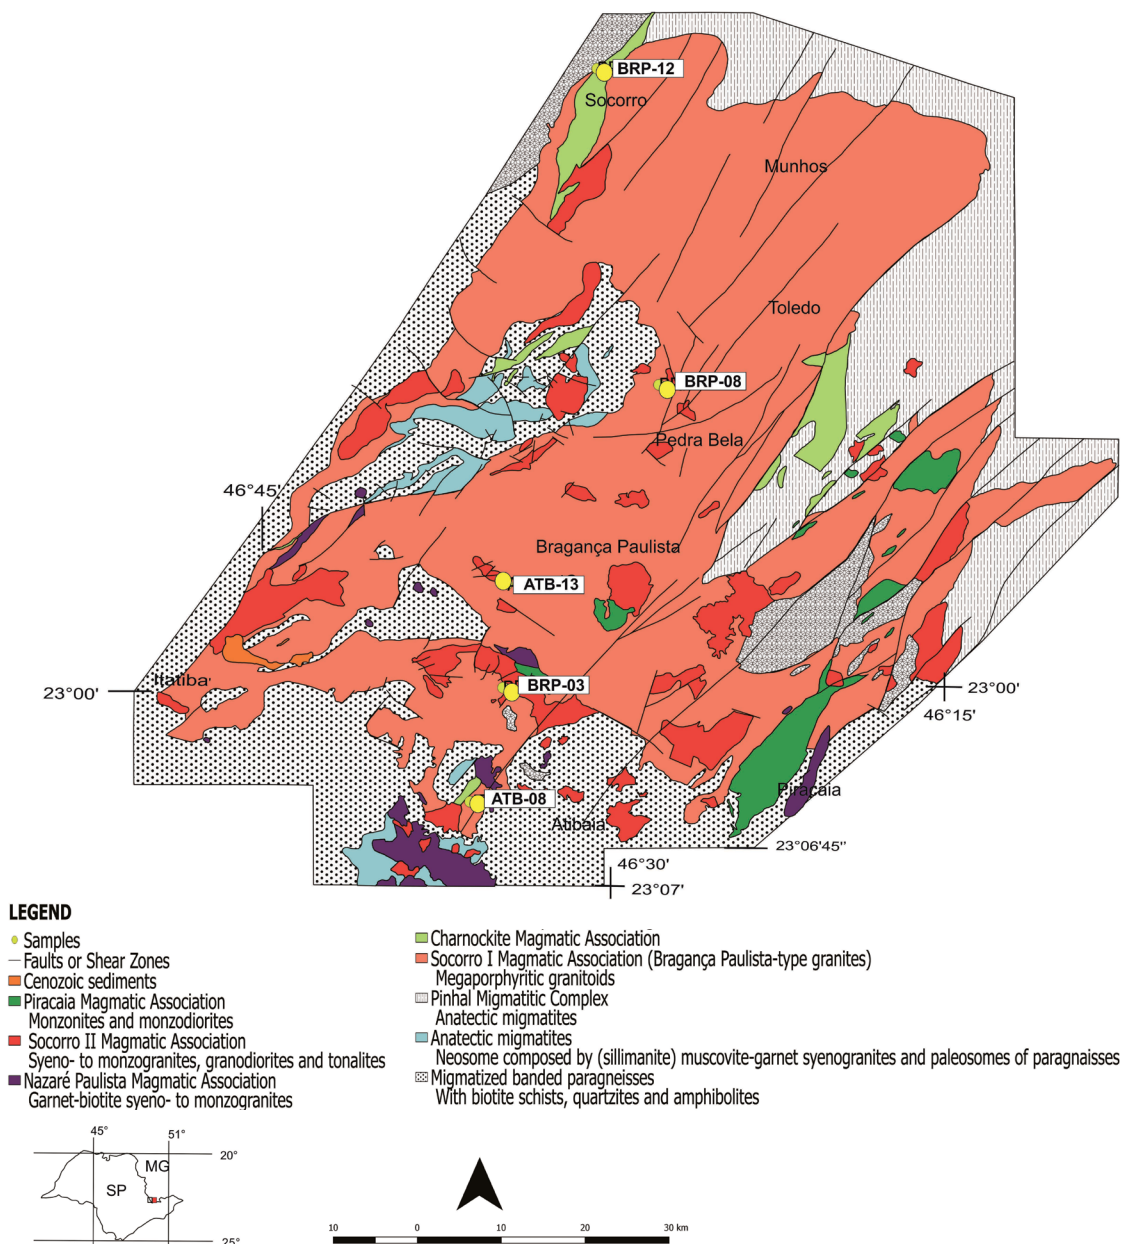 BRP-12
Socorro
Munhos
Toledo
BRP-08
Pedra Bela
46°45'
Bragança Paulista
ATB-13
Itatiba
BRP-03
23°00'
23°00'
46°15'
Piracaia
ATB-08
Atibaia
23°06'45''
46°30'
23°07'
LEGEND
Samples
Faults or Shear Zones
Cenozoic sediments
Piracaia Magmatic Association
Monzonites and monzodiorites
Socorro II Magmatic Association
Syeno- to monzogranites, granodiorites and tonalites
Nazaré Paulista Magmatic Association
Garnet-biotite syeno- to monzogranites
Charnockite Magmatic Association
Socorro I Magmatic Association (Bragança Paulista-type granites)
Megaporphyritic granitoids
Pinhal Migmatitic Complex
Anatectic migmatites
Anatectic migmatites
Neosome composed by (sillimanite) muscovite-garnet syenogranites and paleosomes of paragnaisses
Migmatized banded paragneisses
With biotite schists, quartzites and amphibolites
45° 51°
20°
MG
SP
25°
10 0 10 20 30 km